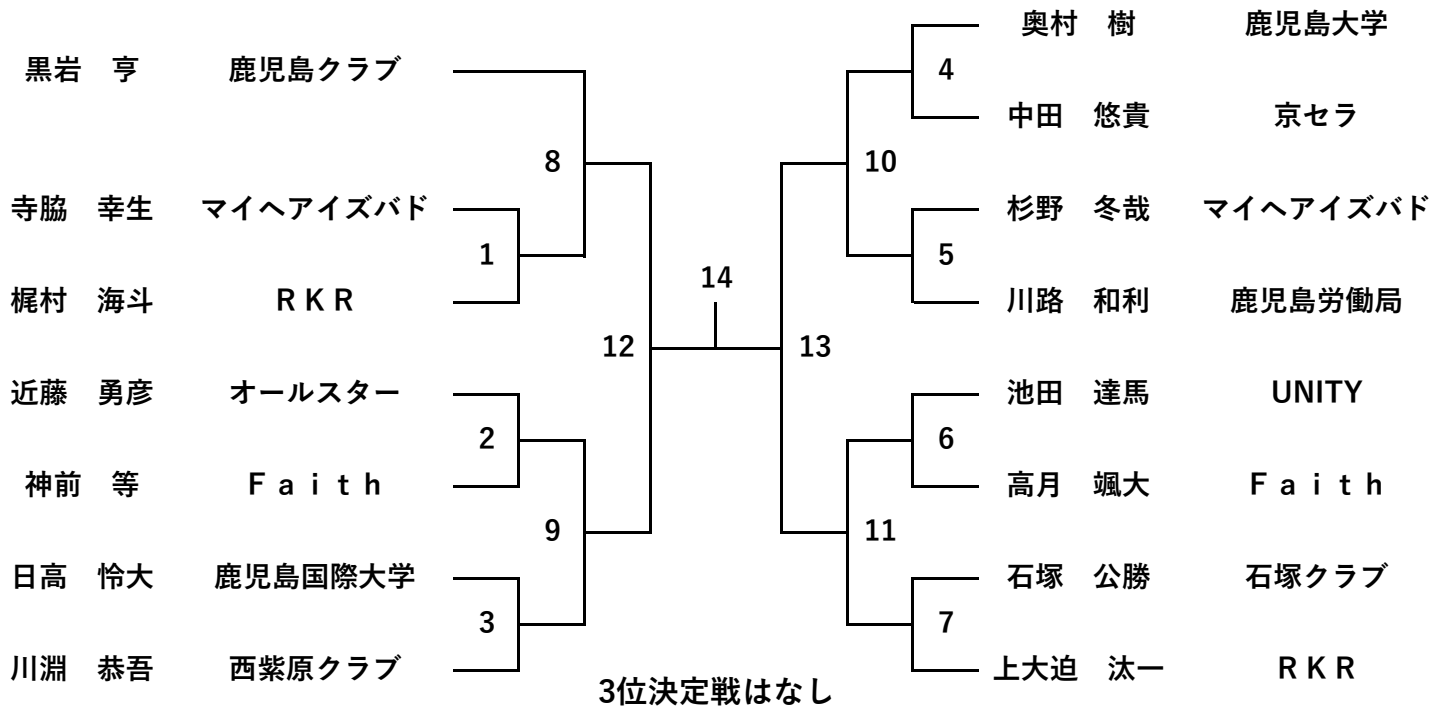 黒岩　亨　鹿児島クラブ
寺脇　幸生　マイヘアイズバド
梶村　海斗　ＲＫＲ
近藤　勇彦　オールスター
神前　等　Ｆａｉｔｈ
日高　怜大　鹿児島国際大学
川淵　恭吾　西紫原クラブ
8
1
2
9
3
12
14
13
10
4
5
6
11
7
奥村　樹　鹿児島大学
中田　悠貴　京セラ
杉野　冬哉　マイヘアイズバド
川路　和利　鹿児島労働局
池田　達馬　UNITY
高月　颯大　Ｆａｉｔｈ
石塚　公勝　石塚クラブ
上大迫　汰一　ＲＫＲ
3位決定戦はなし